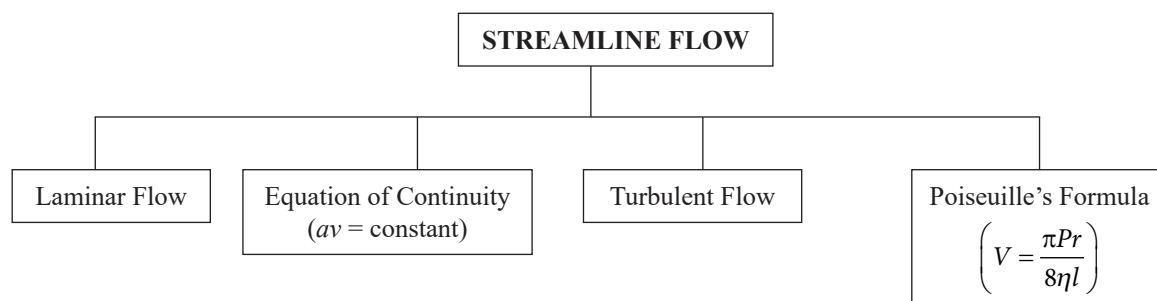 STREAMLINE FLOW
Laminar Flow
Equation of Continuity
(av = constant)
Turbulent Flow
Poiseuille's Formula
(V = πPr / 8ηl)